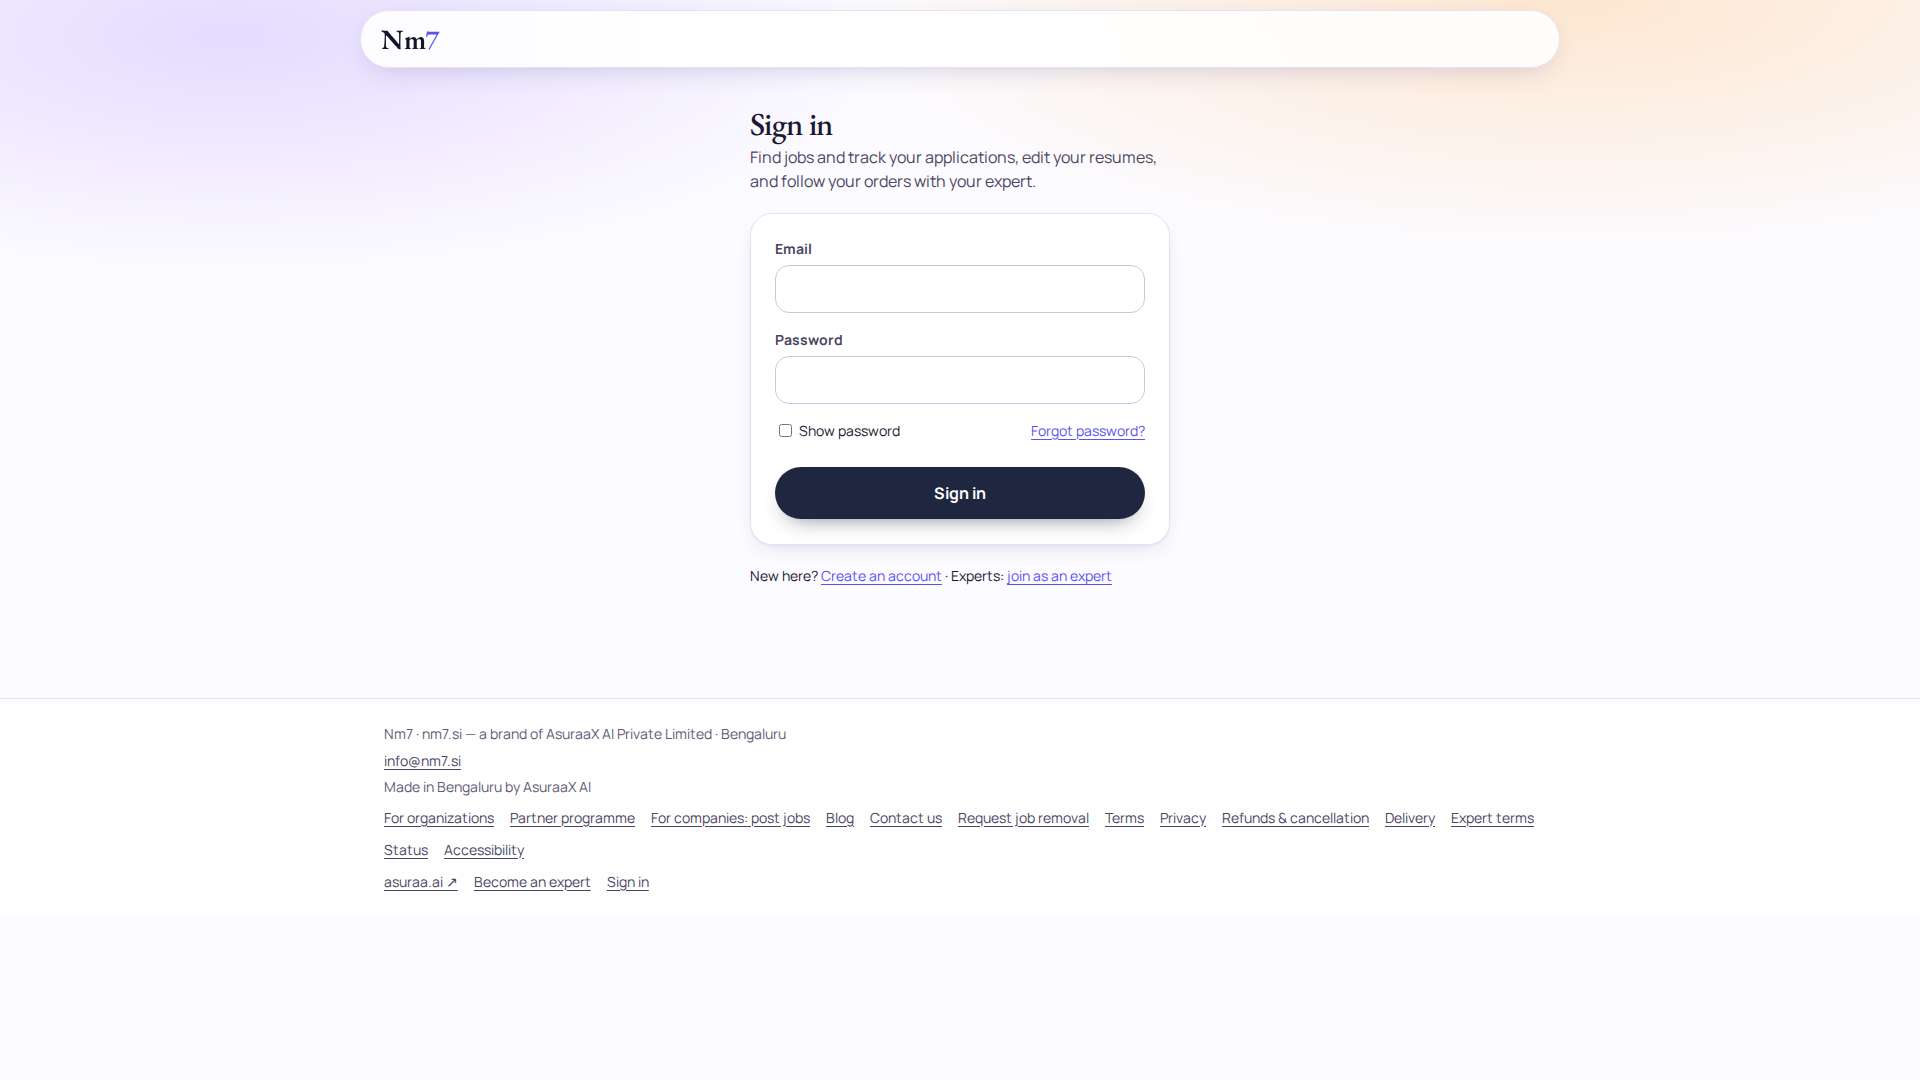 Nm7
Sign in
Find jobs and track your applications, edit your resumes,
and follow your orders with your expert.
Email
Password
Show password
Forgot password?
Sign in
New here? Create an account · Experts: join as an expert
Nm7 · nm7.si — a brand of AsuraaX AI Private Limited · Bengaluru
info@nm7.si
Made in Bengaluru by AsuraaX AI
For organizations Partner programme For companies: post jobs Blog Contact us Request job removal Terms Privacy Refunds & cancellation Delivery Expert terms
Status Accessibility
asuraa.ai ↗ Become an expert Sign in